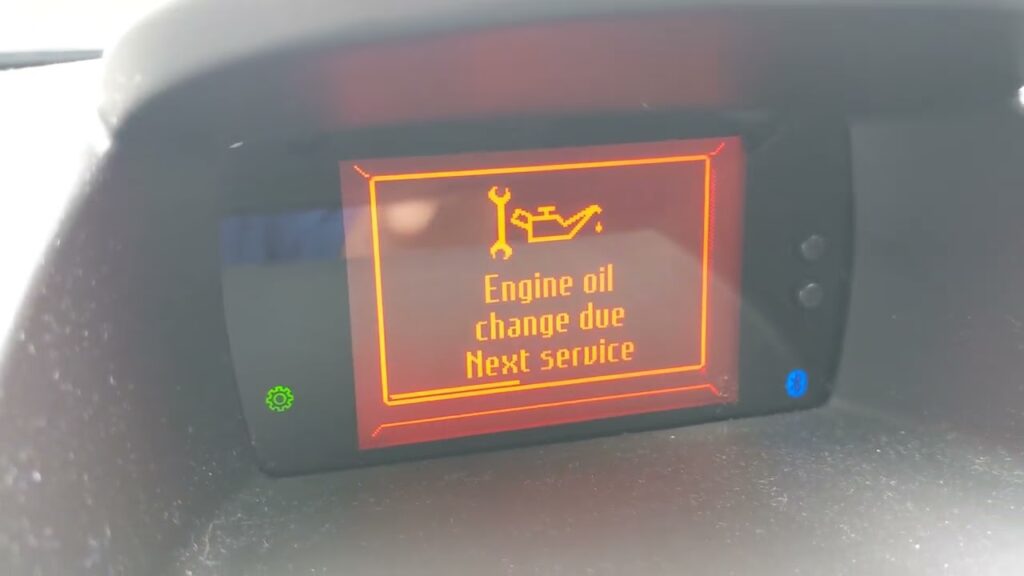 Engine oil
change due
Next service